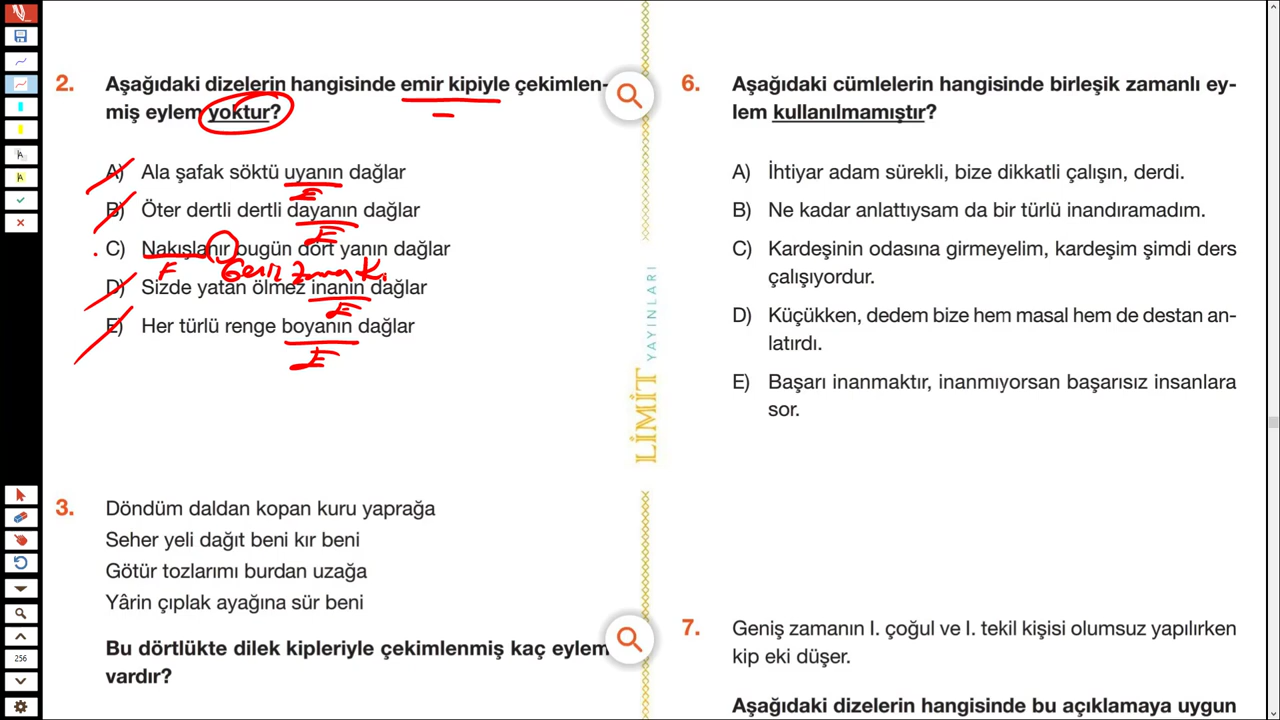 2. Aşağıdaki dizelerin hangisinde emir kipiyle çekimlen-
miş eylem yoktur?
A) Ala şafak söktü uyanın dağlar
E
B) Öter dertli dertli dayanın dağlar
E
C) Nakışlanır bugün dört yanın dağlar
F Geniş Zaman K.
D) Sizde yatan ölmez inanın dağlar
E
E) Her türlü renge boyanın dağlar
E
3. Döndüm daldan kopan kuru yaprağa
Seher yeli dağıt beni kır beni
Götür tozlarımı burdan uzağa
Yârin çıplak ayağına sür beni
Bu dörtlükte dilek kipleriyle çekimlenmiş kaç eylem
vardır?
LİMİT YAYINLARI
6. Aşağıdaki cümlelerin hangisinde birleşik zamanlı ey-
lem kullanılmamıştır?
A) İhtiyar adam sürekli, bize dikkatli çalışın, derdi.
B) Ne kadar anlattıysam da bir türlü inandıramadım.
C) Kardeşinin odasına girmeyelim, kardeşim şimdi ders
çalışıyordur.
D) Küçükken, dedem bize hem masal hem de destan an-
latırdı.
E) Başarı inanmaktır, inanmıyorsan başarısız insanlara
sor.
7. Geniş zamanın I. çoğul ve I. tekil kişisi olumsuz yapılırken
kip eki düşer.
Aşağıdaki dizelerin hangisinde bu açıklamaya uygun
A
A
256